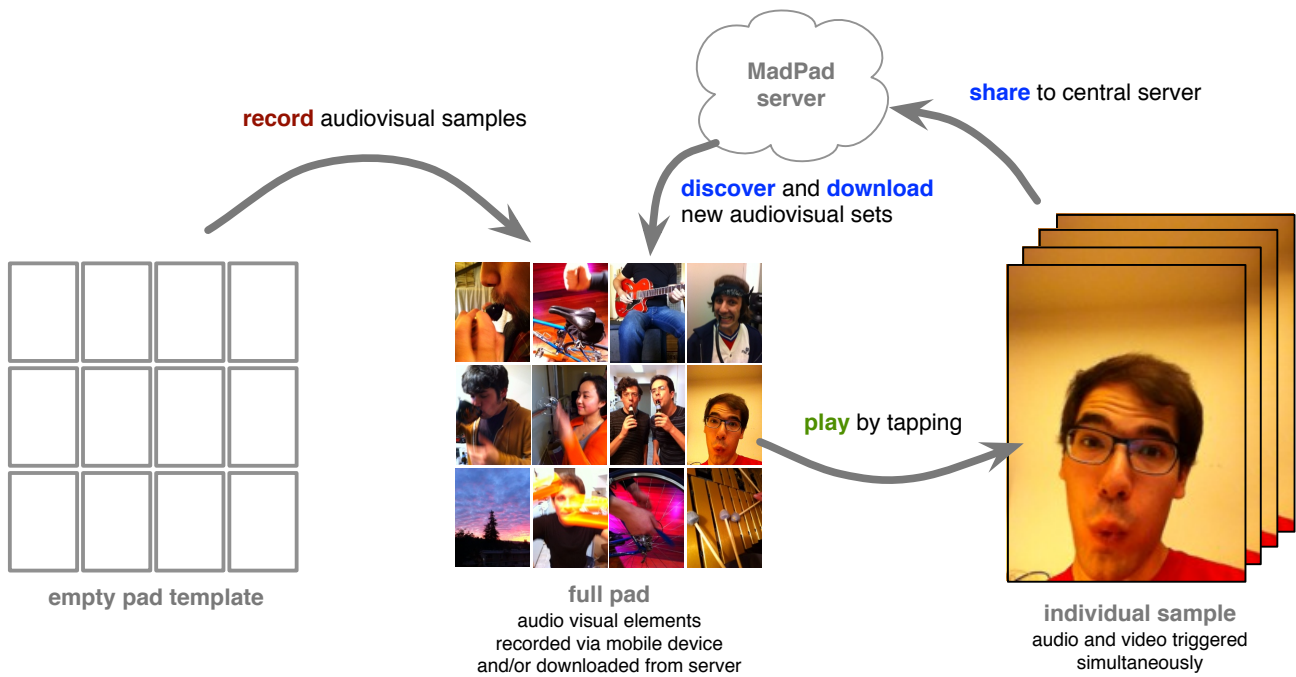 MadPad
server
share to central server
record audiovisual samples
discover and download
new audiovisual sets
play by tapping
empty pad template
full pad
audio visual elements
recorded via mobile device
and/or downloaded from server
individual sample
audio and video triggered
simultaneously